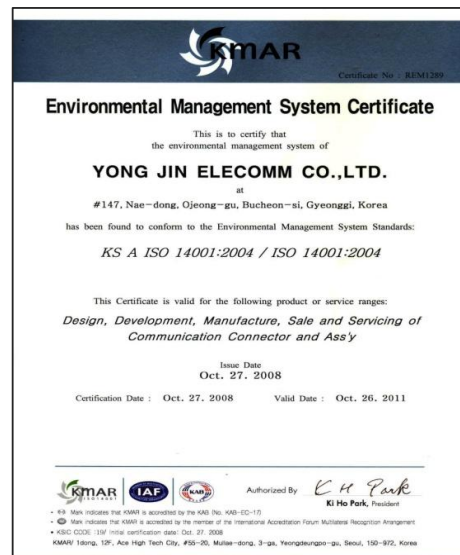 KMAR
Certificate No : REM1289
Environmental Management System Certificate
This is to certify that
the environmental management system of
YONG JIN ELECOMM CO.,LTD.
at
#147, Nae-dong, Ojeong-gu, Bucheon-si, Gyeonggi, Korea
has been found to conform to the Environmental Management System Standards:
KS A ISO 14001:2004 / ISO 14001:2004
This Certificate is valid for the following product or service ranges:
Design, Development, Manufacture, Sale and Servicing of
Communication Connector and Ass'y
Issue Date
Oct. 27. 2008
Certification Date : Oct. 27. 2008 Valid Date : Oct. 26. 2011
KMAR IAF KAB Authorized By K H Park
ISO14001
Ki Ho Park, President
• Mark indicates that KMAR is accredited by the KAB (No. KAB-EC-17)
• Mark indicates that KMAR is accredited by the member of the International Accreditation Forum Multilateral Recognition Arrangement
• KSIC CODE :19/ Initial certification date: Oct. 27. 2008
KMAR/ 1dong, 12F, Ace High Tech City, #55-20, Mullae-dong, 3-ga, Yeongdeungpo-gu, Seoul, 150-972, Korea